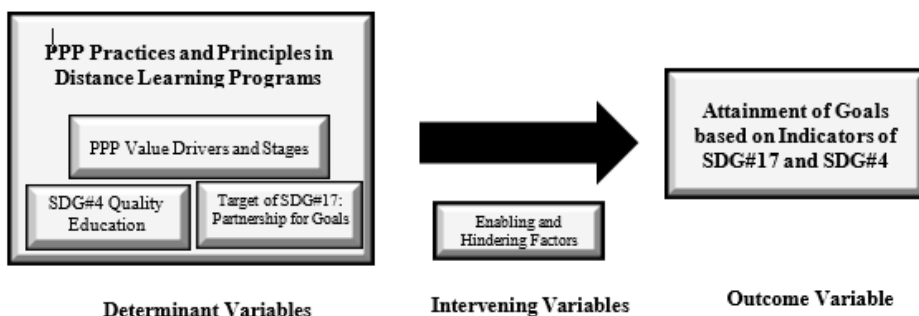 PPP Practices and Principles in
Distance Learning Programs
PPP Value Drivers and Stages
SDG#4 Quality
Education
Target of SDG#17:
Partnership for Goals
Enabling and
Hindering Factors
Attainment of Goals
based on Indicators of
SDG#17 and SDG#4
Determinant Variables
Intervening Variables
Outcome Variable